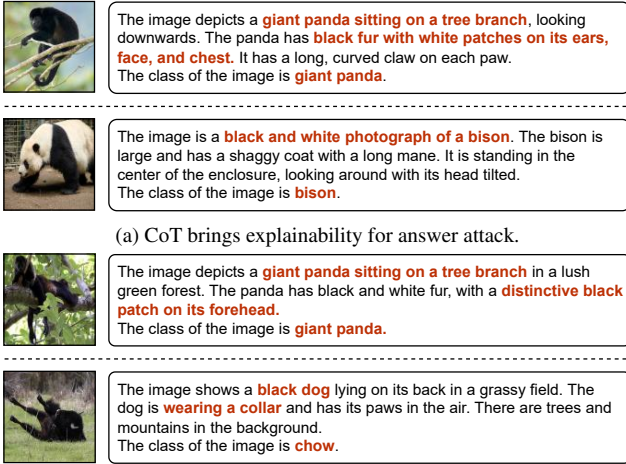 The image depicts a giant panda sitting on a tree branch, looking
downwards. The panda has black fur with white patches on its ears,
face, and chest. It has a long, curved claw on each paw.
The class of the image is giant panda.
The image is a black and white photograph of a bison. The bison is
large and has a shaggy coat with a long mane. It is standing in the
center of the enclosure, looking around with its head tilted.
The class of the image is bison.
(a) CoT brings explainability for answer attack.
The image depicts a giant panda sitting on a tree branch in a lush
green forest. The panda has black and white fur, with a distinctive black
patch on its forehead.
The class of the image is giant panda.
The image shows a black dog lying on its back in a grassy field. The
dog is wearing a collar and has its paws in the air. There are trees and
mountains in the background.
The class of the image is chow.